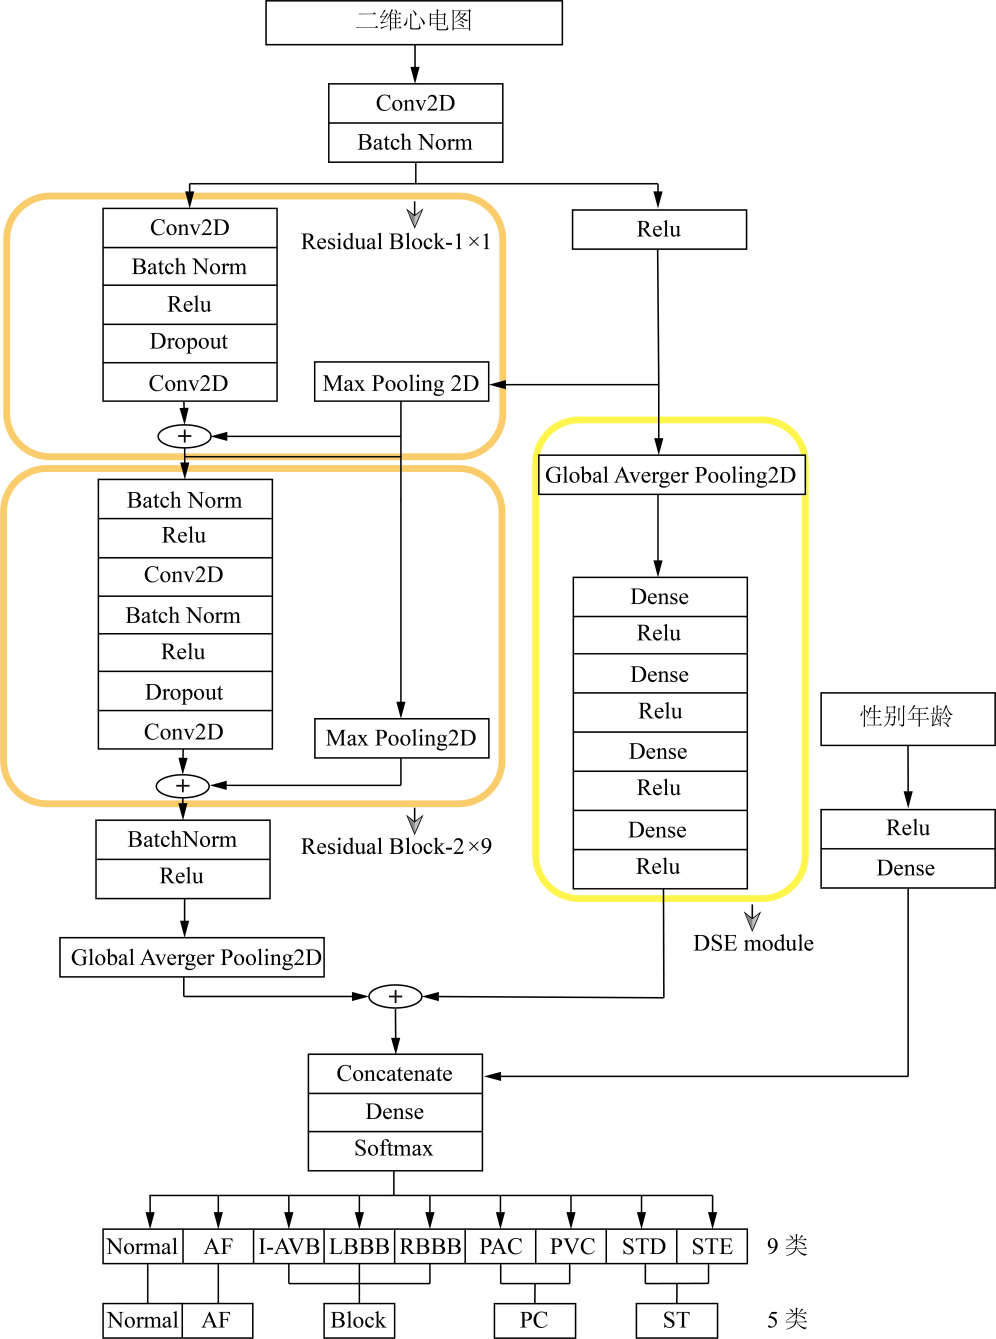 二维心电图
Conv2D
Batch Norm
Conv2D
Batch Norm
Relu
Dropout
Conv2D
+
Residual Block-1×1
Max Pooling 2D
Relu
Global Averger Pooling2D
Batch Norm
Relu
Conv2D
Batch Norm
Relu
Dropout
Conv2D
+
Max Pooling2D
Residual Block-2×9
Dense
Relu
Dense
Relu
Dense
Relu
Dense
Relu
DSE module
性别年龄
Relu
Dense
BatchNorm
Relu
Global Averger Pooling2D
+
Concatenate
Dense
Softmax
Normal AF I-AVB LBBB RBBB PAC PVC STD STE 9 类
Normal AF Block PC ST 5 类